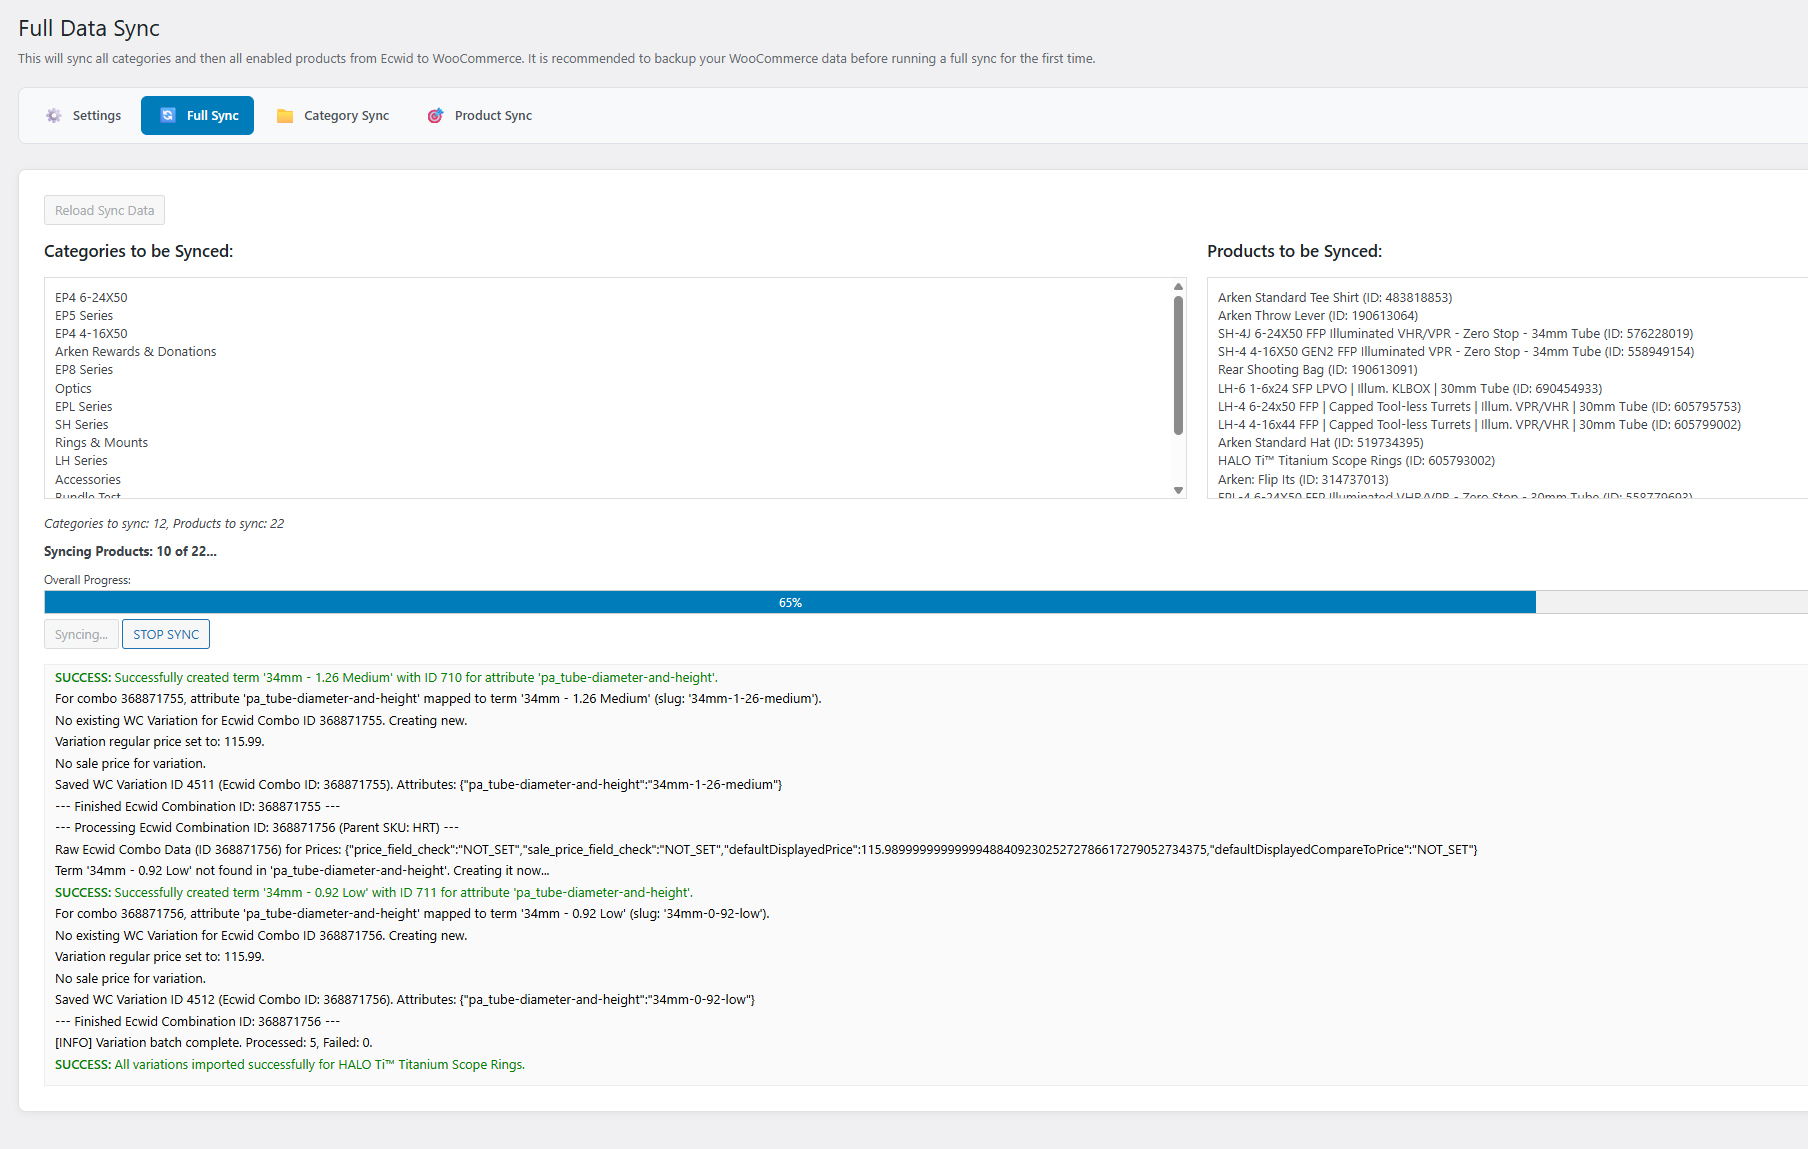 Full Data Sync
This will sync all categories and then all enabled products from Ecwid to WooCommerce. It is recommended to backup your WooCommerce data before running a full sync for the first time.
Settings
Full Sync
Category Sync
Product Sync
Reload Sync Data
Categories to be Synced:
EP4 6-24X50
EP5 Series
EP4 4-16X50
Arken Rewards & Donations
EP8 Series
Optics
EPL Series
SH Series
Rings & Mounts
LH Series
Accessories
Bundle Test
Products to be Synced:
Arken Standard Tee Shirt (ID: 483818853)
Arken Throw Lever (ID: 190613064)
SH-4J 6-24X50 FFP Illuminated VHR/VPR - Zero Stop - 34mm Tube (ID: 576228019)
SH-4 4-16X50 GEN2 FFP Illuminated VPR - Zero Stop - 34mm Tube (ID: 558949154)
Rear Shooting Bag (ID: 190613091)
LH-6 1-6x24 SFP LPVO | Illum. KLBOX | 30mm Tube (ID: 690454933)
LH-4 6-24x50 FFP | Capped Tool-less Turrets | Illum. VPR/VHR | 30mm Tube (ID: 605795753)
LH-4 4-16x44 FFP | Capped Tool-less Turrets | Illum. VPR/VHR | 30mm Tube (ID: 605799002)
Arken Standard Hat (ID: 519734395)
HALO Ti™ Titanium Scope Rings (ID: 605793002)
Arken: Flip Its (ID: 314737013)
EPL-4 6-24X50 FFP Illuminated VHR/VPR - Zero Stop - 30mm Tube (ID: 558779693)
Categories to sync: 12, Products to sync: 22
Syncing Products: 10 of 22...
Overall Progress:
65%
Syncing...
STOP SYNC
SUCCESS: Successfully created term '34mm - 1.26 Medium' with ID 710 for attribute 'pa_tube-diameter-and-height'.
For combo 368871755, attribute 'pa_tube-diameter-and-height' mapped to term '34mm - 1.26 Medium' (slug: '34mm-1-26-medium').
No existing WC Variation for Ecwid Combo ID 368871755. Creating new.
Variation regular price set to: 115.99.
No sale price for variation.
Saved WC Variation ID 4511 (Ecwid Combo ID: 368871755). Attributes: {"pa_tube-diameter-and-height":"34mm-1-26-medium"}
--- Finished Ecwid Combination ID: 368871755 ---
--- Processing Ecwid Combination ID: 368871756 (Parent SKU: HRT) ---
Raw Ecwid Combo Data (ID 368871756) for Prices: {"price_field_check":"NOT_SET","sale_price_field_check":"NOT_SET","defaultDisplayedPrice":115.9899999999999948840923025272786617279052734375,"defaultDisplayedCompareToPrice":"NOT_SET"}
Term '34mm - 0.92 Low' not found in 'pa_tube-diameter-and-height'. Creating it now...
SUCCESS: Successfully created term '34mm - 0.92 Low' with ID 711 for attribute 'pa_tube-diameter-and-height'.
For combo 368871756, attribute 'pa_tube-diameter-and-height' mapped to term '34mm - 0.92 Low' (slug: '34mm-0-92-low').
No existing WC Variation for Ecwid Combo ID 368871756. Creating new.
Variation regular price set to: 115.99.
No sale price for variation.
Saved WC Variation ID 4512 (Ecwid Combo ID: 368871756). Attributes: {"pa_tube-diameter-and-height":"34mm-0-92-low"}
--- Finished Ecwid Combination ID: 368871756 ---
[INFO] Variation batch complete. Processed: 5, Failed: 0.
SUCCESS: All variations imported successfully for HALO Ti™ Titanium Scope Rings.